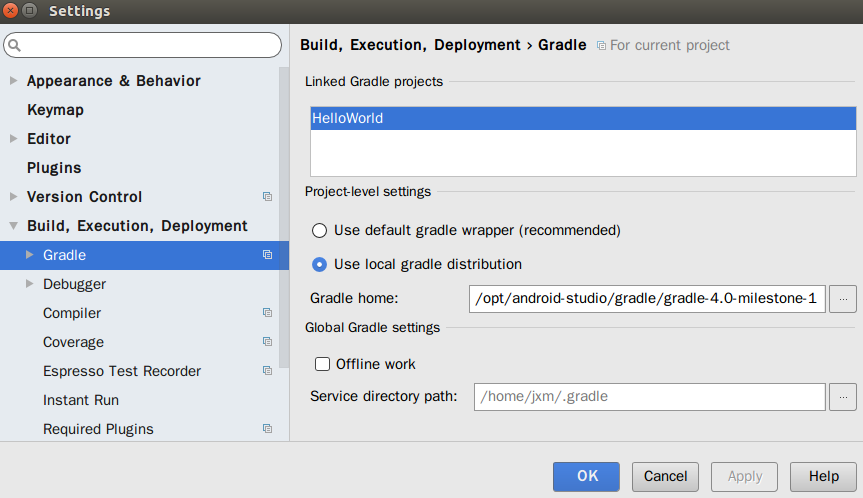 Settings
Appearance & Behavior
Keymap
Editor
Plugins
Version Control
Build, Execution, Deployment
Gradle
Debugger
Compiler
Coverage
Espresso Test Recorder
Instant Run
Required Plugins
Build, Execution, Deployment › Gradle For current project
Linked Gradle projects
HelloWorld
Project-level settings
Use default gradle wrapper (recommended)
Use local gradle distribution
Gradle home: /opt/android-studio/gradle/gradle-4.0-milestone-1 ...
Global Gradle settings
Offline work
Service directory path: /home/jxm/.gradle ...
OK Cancel Apply Help